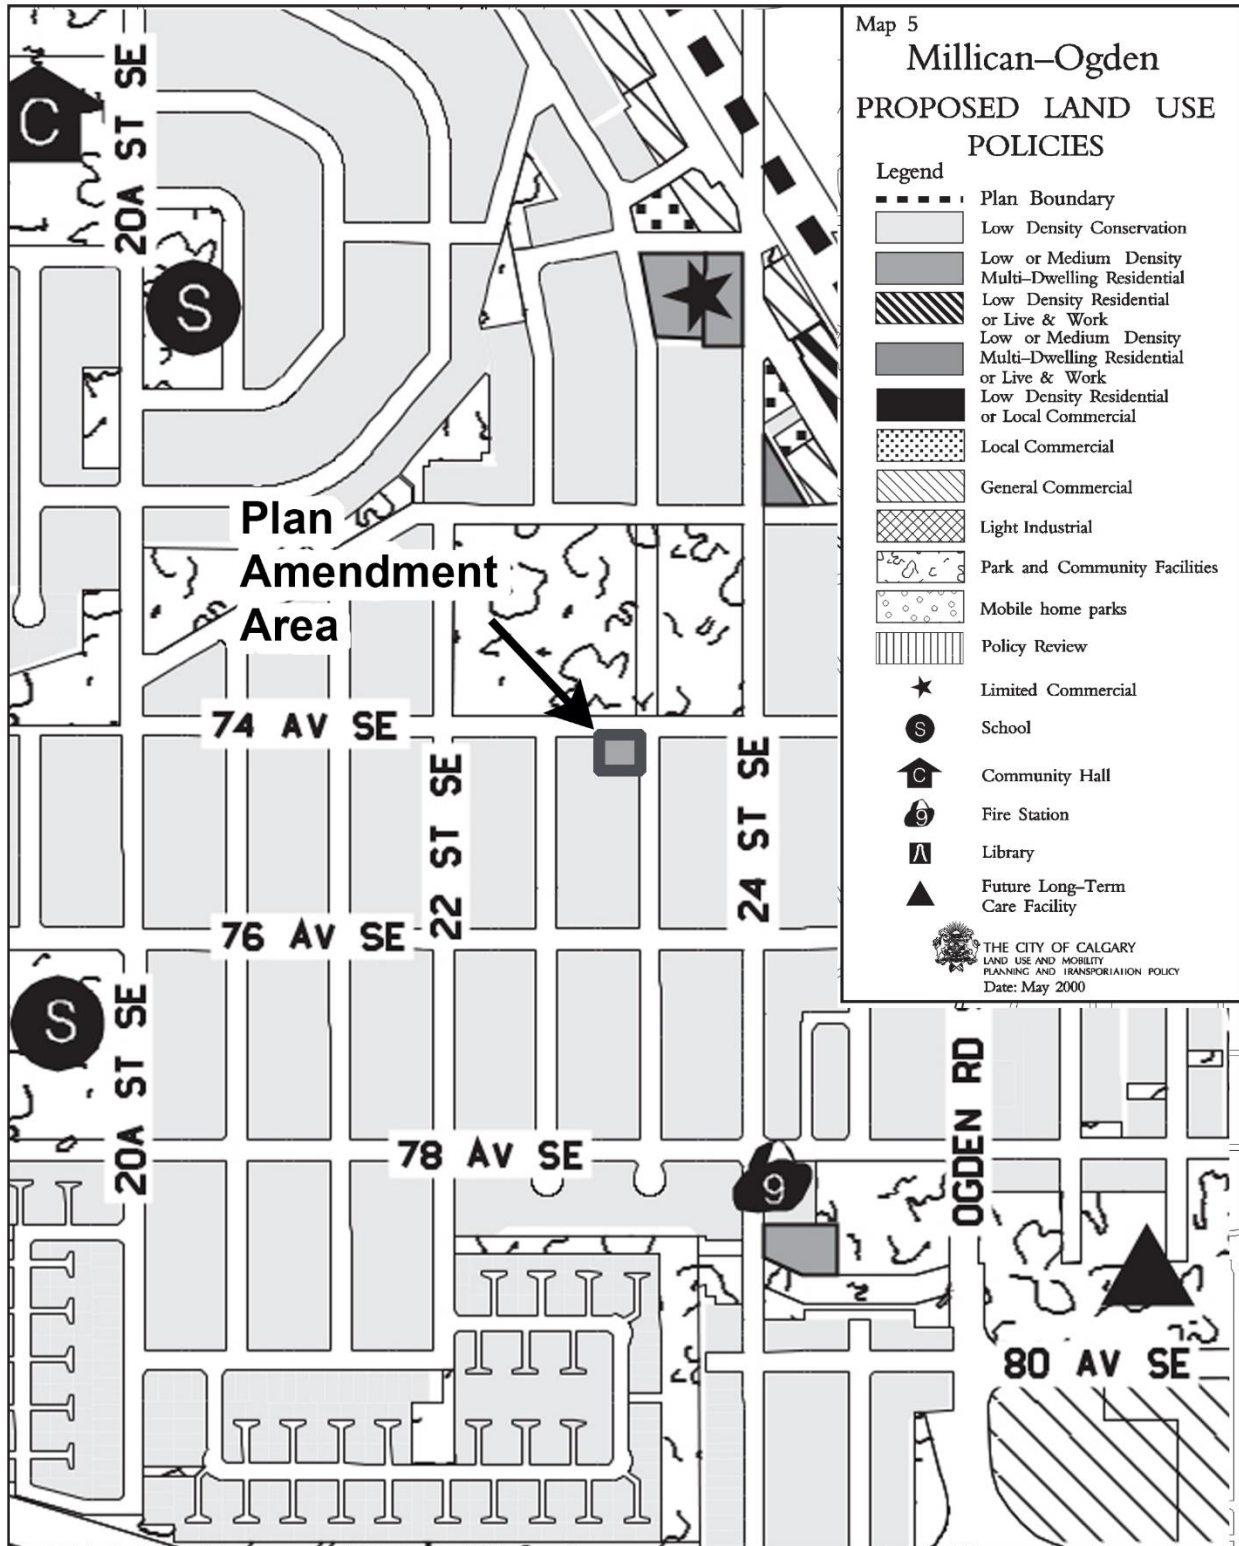 Map 5
Millican–Ogden
PROPOSED LAND USE
POLICIES
Legend
Plan Boundary
Low Density Conservation
Low or Medium Density
Multi–Dwelling Residential
Low Density Residential
or Live & Work
Low or Medium Density
Multi–Dwelling Residential
or Live & Work
Low Density Residential
or Local Commercial
Local Commercial
General Commercial
Light Industrial
Park and Community Facilities
Mobile home parks
Policy Review
Limited Commercial
S
School
C
Community Hall
9
Fire Station
Library
Future Long–Term
Care Facility
THE CITY OF CALGARY
LAND USE AND MOBILITY
PLANNING AND TRANSPORTATION POLICY
Date: May 2000
C
20A ST SE
S
Plan
Amendment
Area
74 AV SE
22 ST SE
24 ST SE
76 AV SE
S
20A ST SE
78 AV SE
9
OGDEN RD
80 AV SE